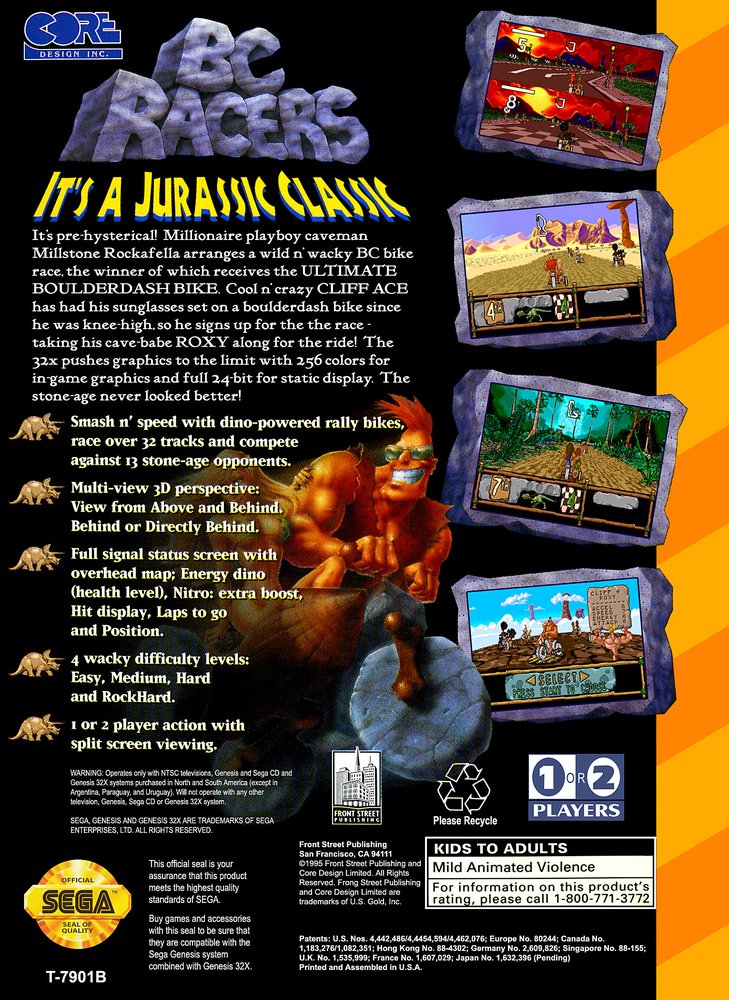 CORE
DESIGN INC.
BC
RACERS
IT'S A JURASSIC CLASSIC
It's pre-hysterical! Millionaire playboy caveman
Millstone Rockafella arranges a wild n' wacky BC bike
race, the winner of which receives the ULTIMATE
BOULDERDASH BIKE. Cool n' crazy CLIFF ACE
has had his sunglasses set on a boulderdash bike since
he was knee-high, so he signs up for the the race -
taking his cave-babe ROXY along for the ride! The
32x pushes graphics to the limit with 256 colors for
in-game graphics and full 24-bit for static display. The
stone-age never looked better!
Smash n' speed with dino-powered rally bikes,
race over 32 tracks and compete
against 13 stone-age opponents.
Multi-view 3D perspective:
View from Above and Behind,
Behind or Directly Behind.
Full signal status screen with
overhead map; Energy dino
(health level), Nitro: extra boost,
Hit display, Laps to go
and Position.
4 wacky difficulty levels:
Easy, Medium, Hard
and RockHard.
1 or 2 player action with
split screen viewing.
5
8
4
7
CLIFF +
ROXY
ACCEL
SPEED
ENERGY
ATTACK
SELECT
PRESS START TO CHOOSE
WARNING: Operates only with NTSC televisions, Genesis and Sega CD and
Genesis 32X systems purchased in North and South America (except in
Argentina, Paraguay, and Uruguay). Will not operate with any other
television, Genesis, Sega CD or Genesis 32X system.
SEGA, GENESIS AND GENESIS 32X ARE TRADEMARKS OF SEGA
ENTERPRISES, LTD. ALL RIGHTS RESERVED.
FRONT STREET
PUBLISHING
Please Recycle
1 OR 2
PLAYERS
OFFICIAL
SEGA™
SEAL OF
QUALITY
T-7901B
This official seal is your
assurance that this product
meets the highest quality
standards of SEGA.
Buy games and accessories
with this seal to be sure that
they are compatible with the
Sega Genesis system
combined with Genesis 32X.
Front Street Publishing
San Francisco, CA 94111
©1995 Front Street Publishing and
Core Design Limited. All Rights
Reserved. Frong Street Publishing
and Core Design Limited are
trademarks of U.S. Gold, Inc.
KIDS TO ADULTS
Mild Animated Violence
For information on this product's
rating, please call 1-800-771-3772
Patents: U.S. Nos. 4,442,486/4,4454,594/4,462,076; Europe No. 80244; Canada No.
1,183,276/1,082,351; Hong Kong No. 88-4302; Germany No. 2,609,826; Singapore No. 88-155;
U.K. No. 1,535,999; France No. 1,607,029; Japan No. 1,632,396 (Pending)
Printed and Assembled in U.S.A.